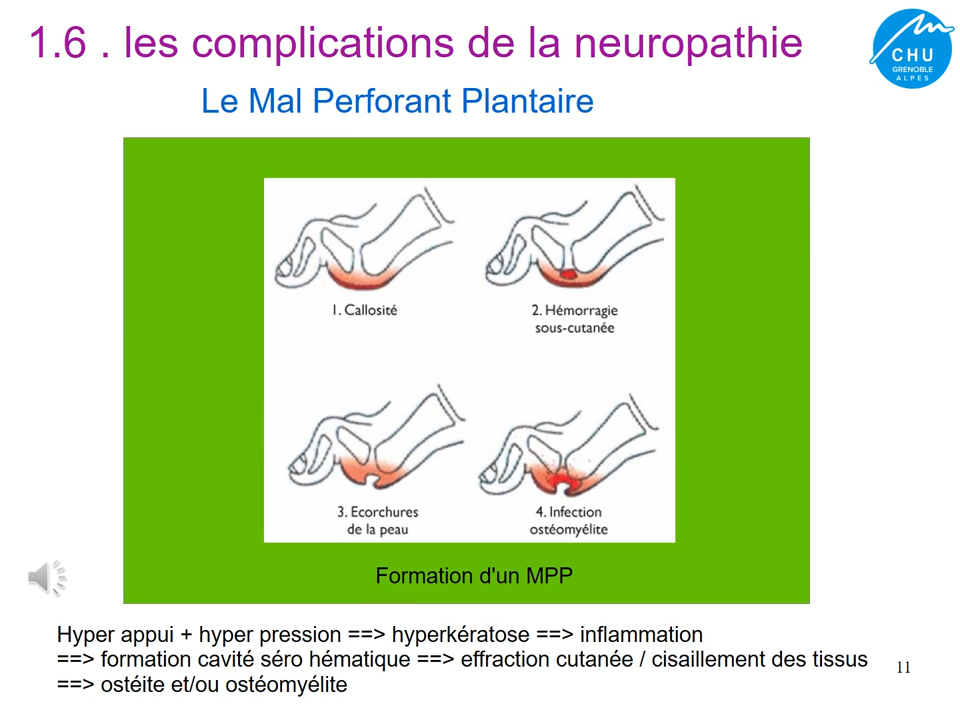 1.6 . les complications de la neuropathie
CHU
GRENOBLE
ALPES
Le Mal Perforant Plantaire
1. Callosité
2. Hémorragie
sous-cutanée
3. Ecorchures
de la peau
4. Infection
ostéomyélite
Formation d'un MPP
Hyper appui + hyper pression ==> hyperkératose ==> inflammation
==> formation cavité séro hématique ==> effraction cutanée / cisaillement des tissus
==> ostéite et/ou ostéomyélite
11